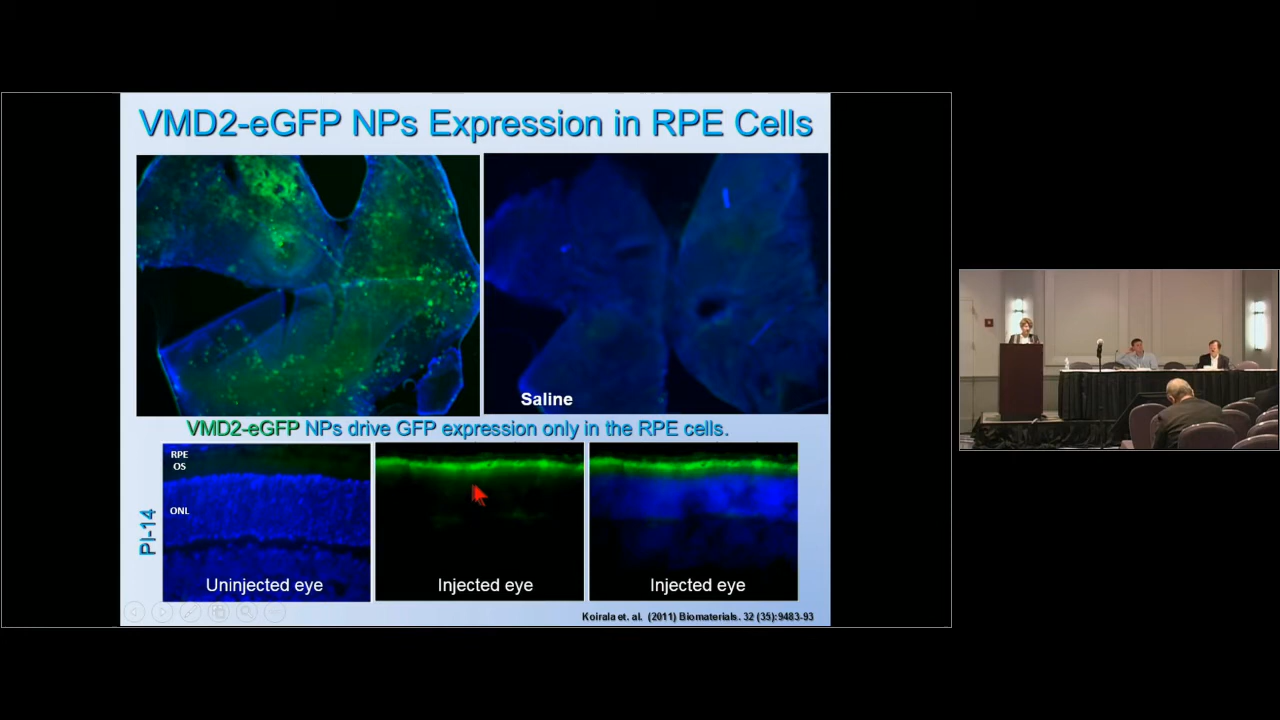 VMD2-eGFP NPs Expression in RPE Cells
Saline
VMD2-eGFP NPs drive GFP expression only in the RPE cells.
RPE
OS
ONL
PI-14
Uninjected eye
Injected eye
Injected eye
Koirala et. al. (2011) Biomaterials. 32 (35):9483-93